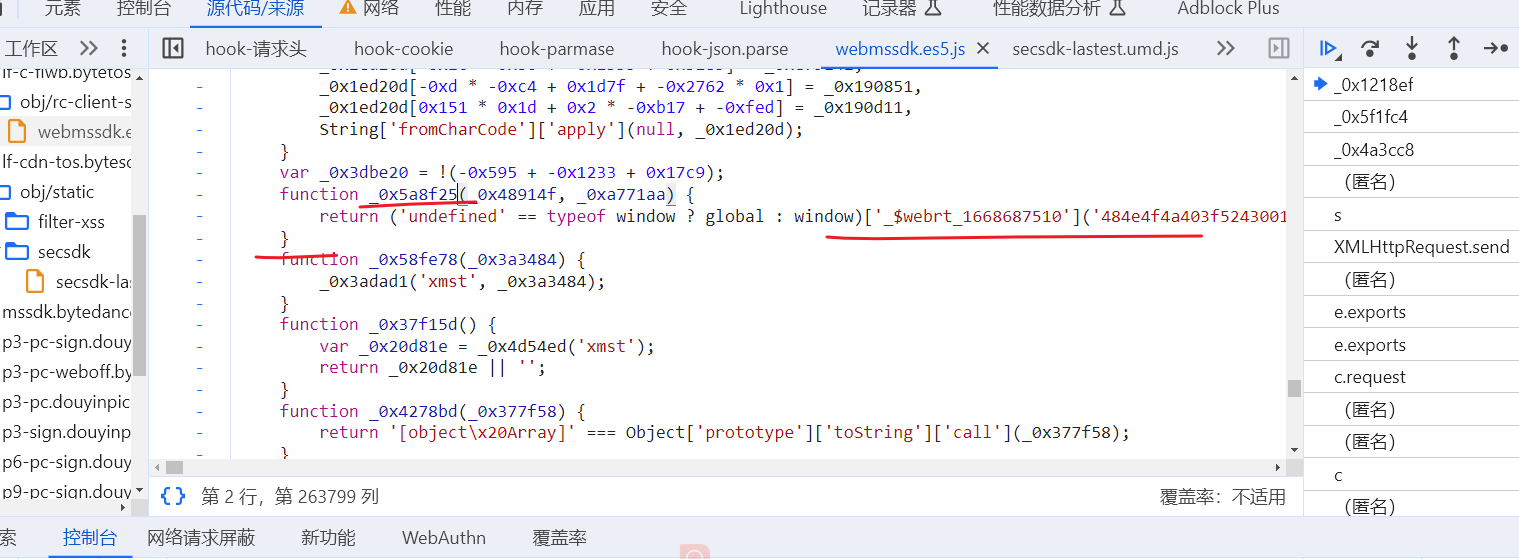 元素 控制台 源代码/来源 网络 性能 内存 应用 安全 Lighthouse 记录器 性能数据分析 Adblock Plus
工作区 hook-请求头 hook-cookie hook-parmase hook-json.parse webmssdk.es5.js × secsdk-lastest.umd.js
lf-c-flwb.bytetos
obj/rc-client-s
webmssdk.e
lf-cdn-tos.bytesc
obj/static
filter-xss
secsdk
secsdk-la
mssdk.bytedanc
p3-pc-sign.douy
p3-pc-weboff.by
p3-pc.douyinpic
p3-sign.douyinp
p6-pc-sign.douy
p9-pc-sign.douy
- _0x1ed20d[-0xd * -0xc4 + 0x1d7f + -0x2762 * 0x1] = _0x190851,
- _0x1ed20d[0x151 * 0x1d + 0x2 * -0xb17 + -0xfed] = _0x190d11,
- String['fromCharCode']['apply'](null, _0x1ed20d);
- }
- var _0x3dbe20 = !(-0x595 + -0x1233 + 0x17c9);
- function _0x5a8f25(_0x48914f, _0xa771aa) {
- return ('undefined' == typeof window ? global : window)['_$webrt_1668687510']('484e4f4a403f5243001
- }
- function _0x58fe78(_0x3a3484) {
- _0x3adad1('xmst', _0x3a3484);
- }
- function _0x37f15d() {
- var _0x20d81e = _0x4d54ed('xmst');
- return _0x20d81e || '';
- }
- function _0x4278bd(_0x377f58) {
- return '[object\x20Array]' === Object['prototype']['toString']['call'](_0x377f58);
- }
{} 第 2 行，第 263799 列 覆盖率：不适用
_0x1218ef
_0x5f1fc4
_0x4a3cc8
（匿名）
s
XMLHttpRequest.send
（匿名）
e.exports
e.exports
c.request
（匿名）
（匿名）
c
（匿名）
索 控制台 网络请求屏蔽 新功能 WebAuthn 覆盖率